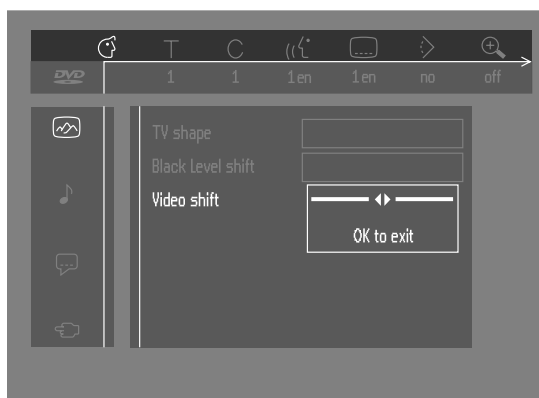 T C
DVD 1 1 1 en 1 en no off
TV shape
Black Level shift
Video shift
OK to exit